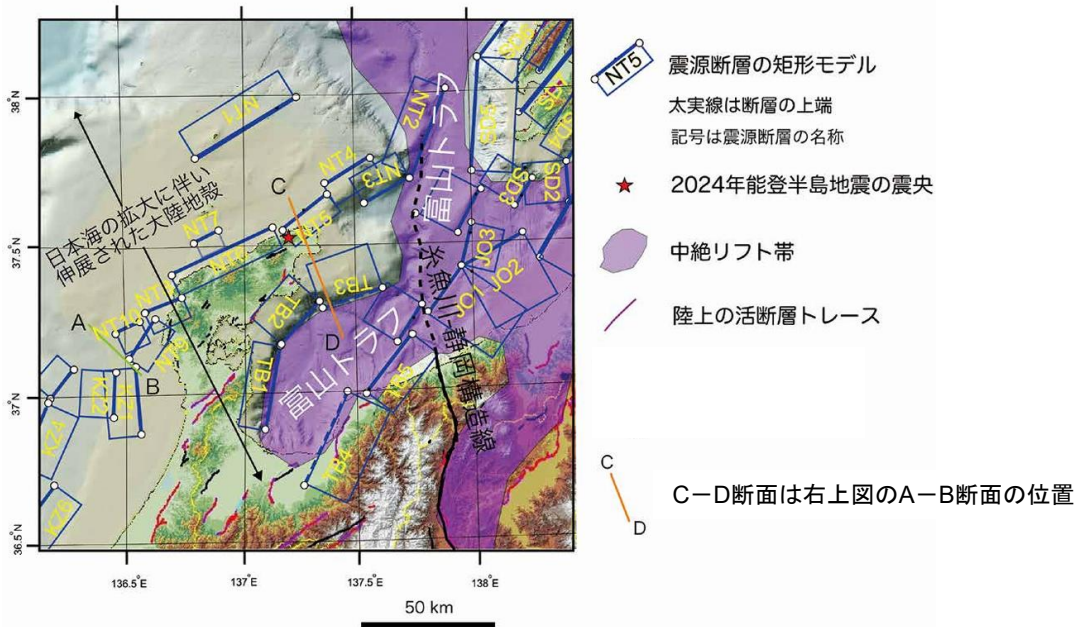 38°N
37.5°N
37°N
36.5°N
136.5°E
137°E
137.5°E
138°E
50 km
NT1
NT2
NT4
NT3
NT5
NT7
NT10
TB3
TB2
TB1
TB4
JO3
JO2
JO1
SD3
SD2
SD4
KZ2
KZ4
KZ6
C
D
A
B
日本海の拡大に伴い
伸展された大陸地殻
富山トラフ
富山トラフ
糸魚川 静岡構造線
NT5
震源断層の矩形モデル
太実線は断層の上端
記号は震源断層の名称
2024年能登半島地震の震央
中絶リフト帯
陸上の活断層トレース
C
D
C－D断面は右上図のA－B断面の位置